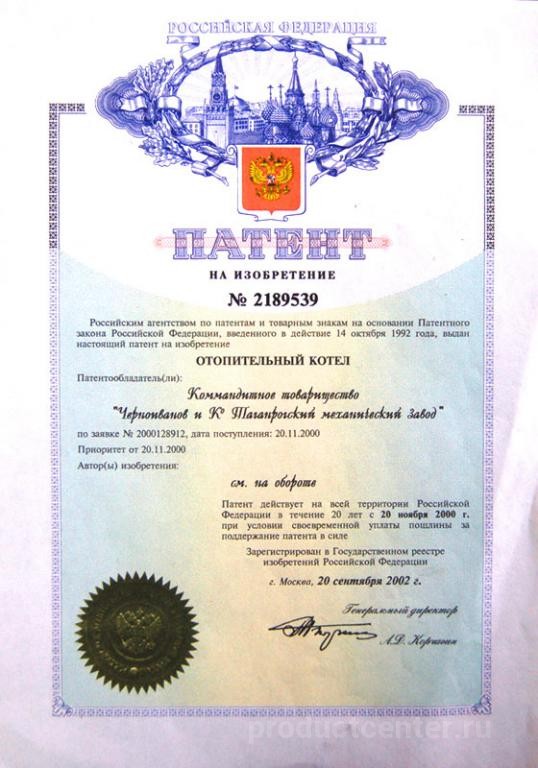 РОССИЙСКАЯ ФЕДЕРАЦИЯ
ПАТЕНТ
НА ИЗОБРЕТЕНИЕ
№ 2189539
Российским агентством по патентам и товарным знакам на основании Патентного
закона Российской Федерации, введенного в действие 14 октября 1992 года, выдан
настоящий патент на изобретение
ОТОПИТЕЛЬНЫЙ КОТЕЛ
Патентообладатель(ли):
Коммандитное товарищество
"Черноиванов и К° Таганрогский механический завод"
по заявке № 2000128912, дата поступления: 20.11.2000
Приоритет от 20.11.2000
Автор(ы) изобретения:
см. на обороте
Патент действует на всей территории Российской
Федерации в течение 20 лет с 20 ноября 2000 г.
при условии своевременной уплаты пошлины за
поддержание патента в силе
Зарегистрирован в Государственном реестре
изобретений Российской Федерации
г. Москва, 20 сентября 2002 г.
Генеральный директор
А.Д. Корчагин
productcenter.ru